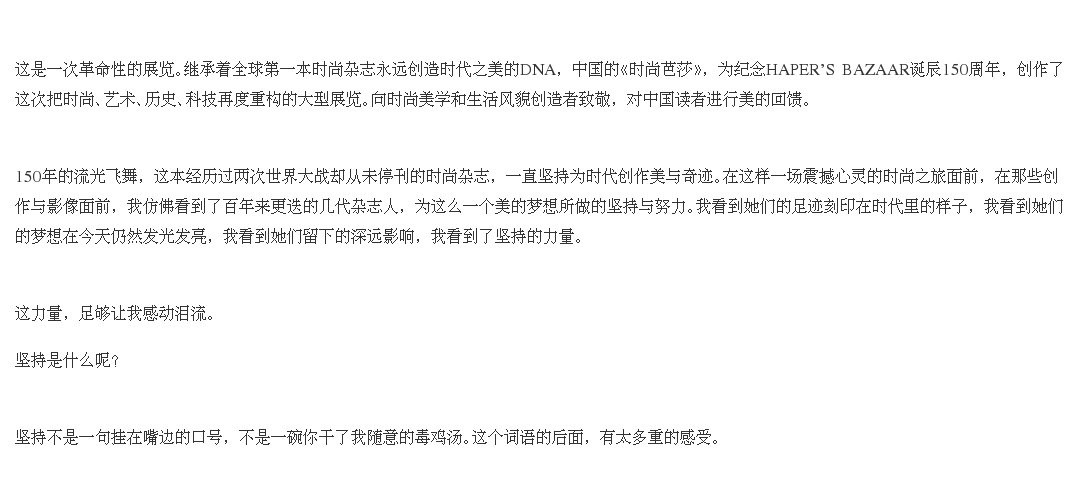 这是一次革命性的展览。继承着全球第一本时尚杂志永远创造时代之美的DNA，中国的《时尚芭莎》，为纪念HAPER’S BAZAAR诞辰150周年，创作了
这次把时尚、艺术、历史、科技再度重构的大型展览。向时尚美学和生活风貌创造者致敬，对中国读者进行美的回馈。
150年的流光飞舞，这本经历过两次世界大战却从未停刊的时尚杂志，一直坚持为时代创作美与奇迹。在这样一场震撼心灵的时尚之旅面前，在那些创
作与影像面前，我仿佛看到了百年来更迭的几代杂志人，为这么一个美的梦想所做的坚持与努力。我看到她们的足迹刻印在时代里的样子，我看到她们
的梦想在今天仍然发光发亮，我看到她们留下的深远影响，我看到了坚持的力量。
这力量，足够让我感动泪流。
坚持是什么呢？
坚持不是一句挂在嘴边的口号，不是一碗你干了我随意的毒鸡汤。这个词语的后面，有太多重的感受。